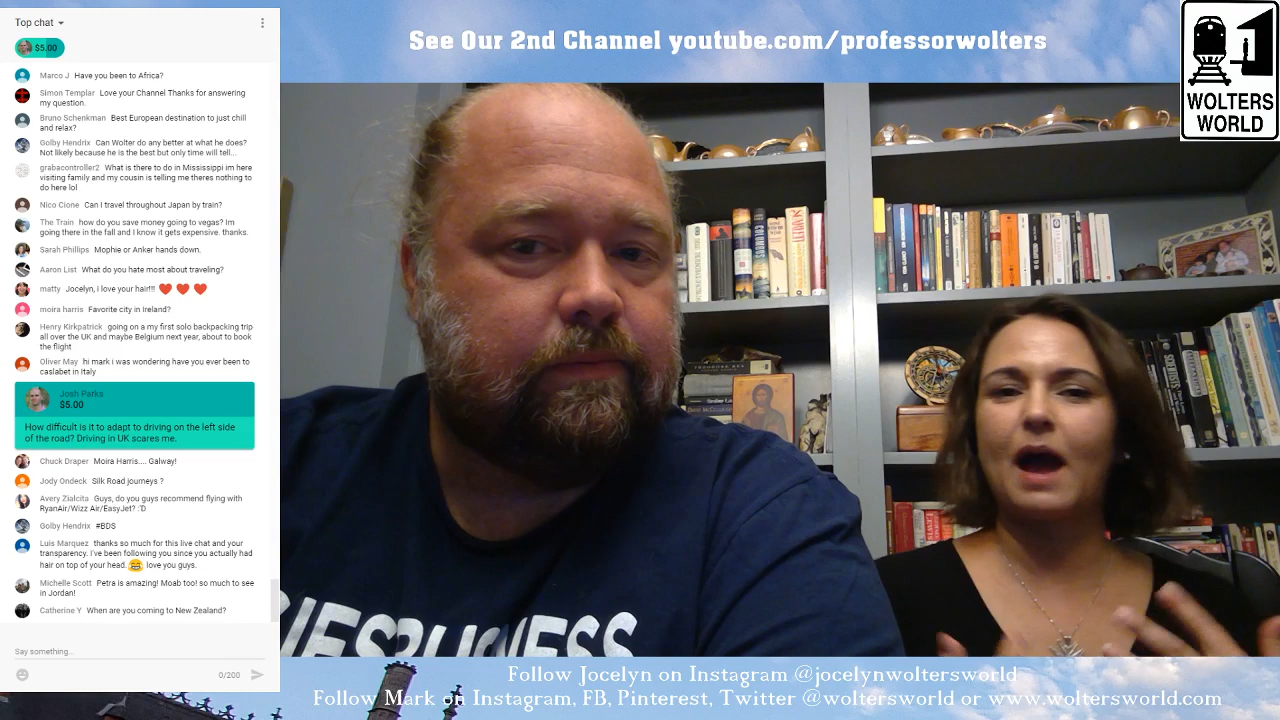 See Our 2nd Channel youtube.com/professorwolters
WOLTERS
WORLD
Top chat
$5.00
Marco J Have you been to Africa?
Simon Templar Love your Channel Thanks for answering
my question.
Bruno Schenkman Best European destination to just chill
and relax?
Golby Hendrix Can Wolter do any better at what he does?
Not likely because he is the best but only time will tell...
grabacontroller2 What is there to do in Mississippi im here
visiting family and my cousin is telling me theres nothing to
do here lol
Nico Cione Can I travel throughout Japan by train?
The Train how do you save money going to vegas? Im
going there in the fall and I know it gets expensive. thanks.
Sarah Phillips Mophie or Anker hands down.
Aaron List What do you hate most about traveling?
matty Jocelyn, i love your hair!!! ❤️ ❤️ ❤️
moira harris Favorite city in Ireland?
Henry Kirkpatrick going on a my first solo backpacking trip
all over the UK and maybe Belgium next year, about to book
the flight
Oliver May hi mark i was wondering have you ever been to
caslabet in Italy
Josh Parks
$5.00
How difficult is it to adapt to driving on the left side
of the road? Driving in UK scares me.
Chuck Draper Moira Harris.... Galway!
Jody Ondeck Silk Road journeys ?
Avery Zialcita Guys, do you guys recommend flying with
RyanAir/Wizz Air/EasyJet? :'D
Golby Hendrix #BDS
Luis Marquez thanks so much for this live chat and your
transparency. I've been following you since you actually had
hair on top of your head.😂 love you guys.
Michelle Scott Petra is amazing! Moab too! so much to see
in Jordan!
Catherine Y When are you coming to New Zealand?
Say something...
0/200
Follow Jocelyn on Instagram @jocelynwoltersworld
Follow Mark on Instagram, FB, Pinterest, Twitter @woltersworld or www.woltersworld.com